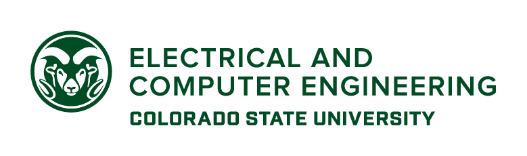 ELECTRICAL AND
COMPUTER ENGINEERING
COLORADO STATE UNIVERSITY